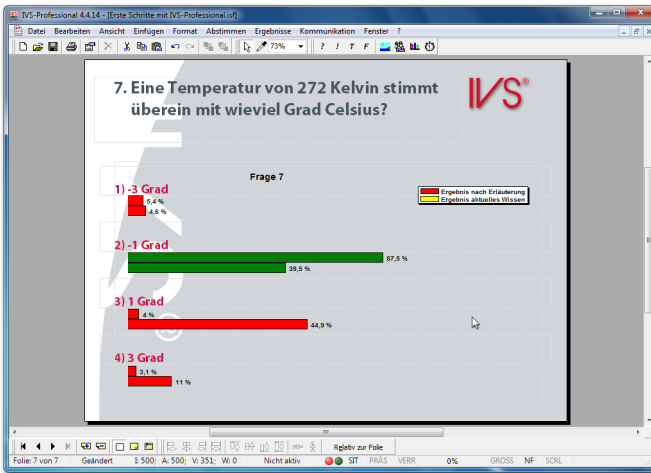 IVS-Professional 4.4.14 - [Erste Schritte mit IVS-Professional.isf]
Datei Bearbeiten Ansicht Einfügen Format Abstimmen Ergebnisse Kommunikation Fenster ?
73% ? ! T F
7. Eine Temperatur von 272 Kelvin stimmt
überein mit wieviel Grad Celsius?
IVS®
Frage 7
Ergebnis nach Erläuterung
Ergebnis aktuelles Wissen
1) -3 Grad
5,4 %
4,6 %
2) -1 Grad
87,5 %
39,5 %
3) 1 Grad
4 %
44,9 %
4) 3 Grad
3,1 %
11 %
Relativ zur Folie
Folie: 7 von 7 Geändert I: 500; A: 500; V: 351; W: 0 Nicht aktiv SIT PRÄS VERR 0% GROSS NF SCRL